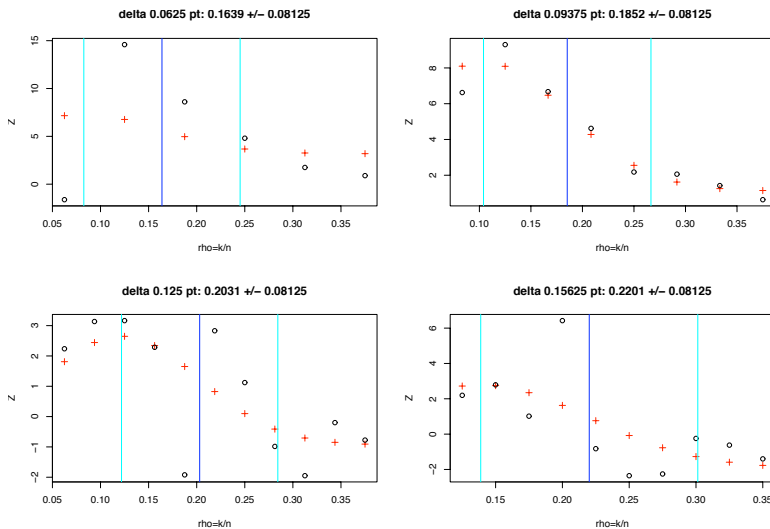 delta 0.0625 pt: 0.1639 +/− 0.08125
Z
15
10
5
0
0.05 0.10 0.15 0.20 0.25 0.30 0.35
rho=k/n
delta 0.09375 pt: 0.1852 +/− 0.08125
Z
8
6
4
2
0.10 0.15 0.20 0.25 0.30 0.35
rho=k/n
delta 0.125 pt: 0.2031 +/− 0.08125
Z
3
2
1
0
−1
−2
0.05 0.10 0.15 0.20 0.25 0.30 0.35
rho=k/n
delta 0.15625 pt: 0.2201 +/− 0.08125
Z
6
4
2
0
−2
0.15 0.20 0.25 0.30 0.35
rho=k/n